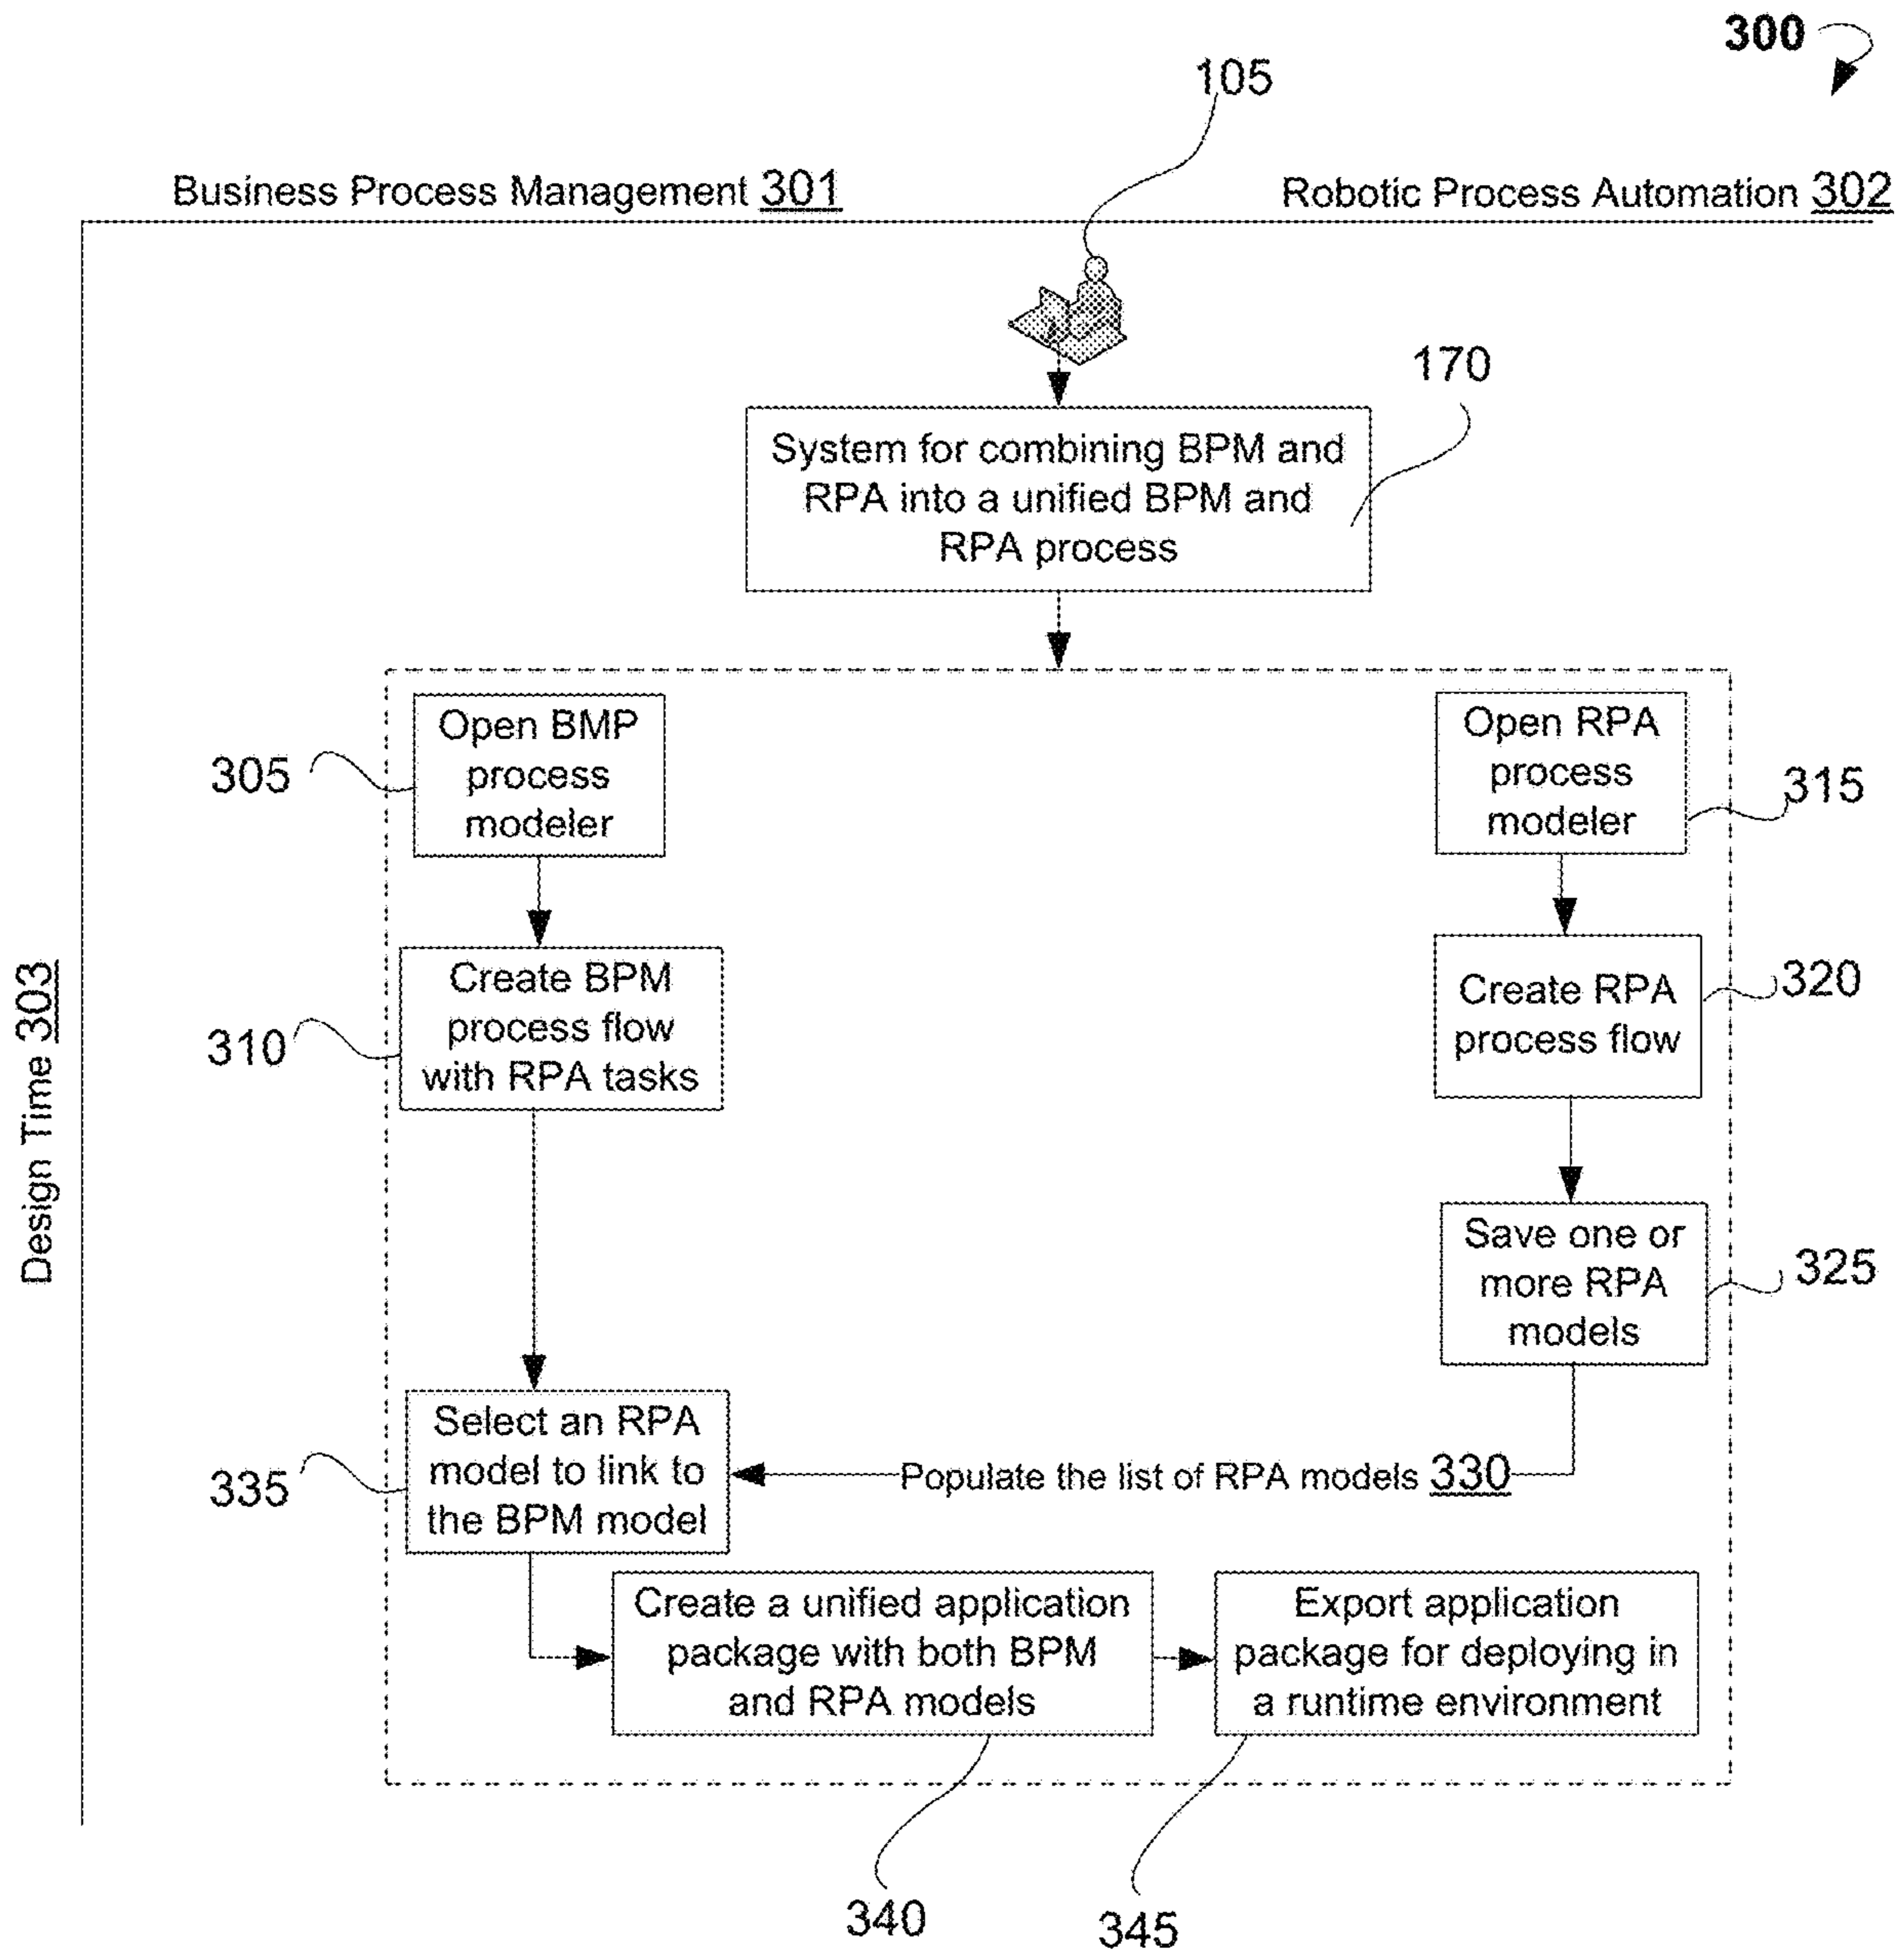 300
105
Business Process Management 301
Robotic Process Automation 302
170
System for combining BPM and
RPA into a unified BPM and
RPA process
Design Time 303
Open BMP
process
modeler
305
Open RPA
process
modeler
315
Create BPM
process flow
with RPA tasks
310
Create RPA
process flow
320
Save one or
more RPA
models
325
Select an RPA
model to link to
the BPM model
335
Populate the list of RPA models 330
Create a unified application
package with both BPM
and RPA models
Export application
package for deploying in
a runtime environment
340
345